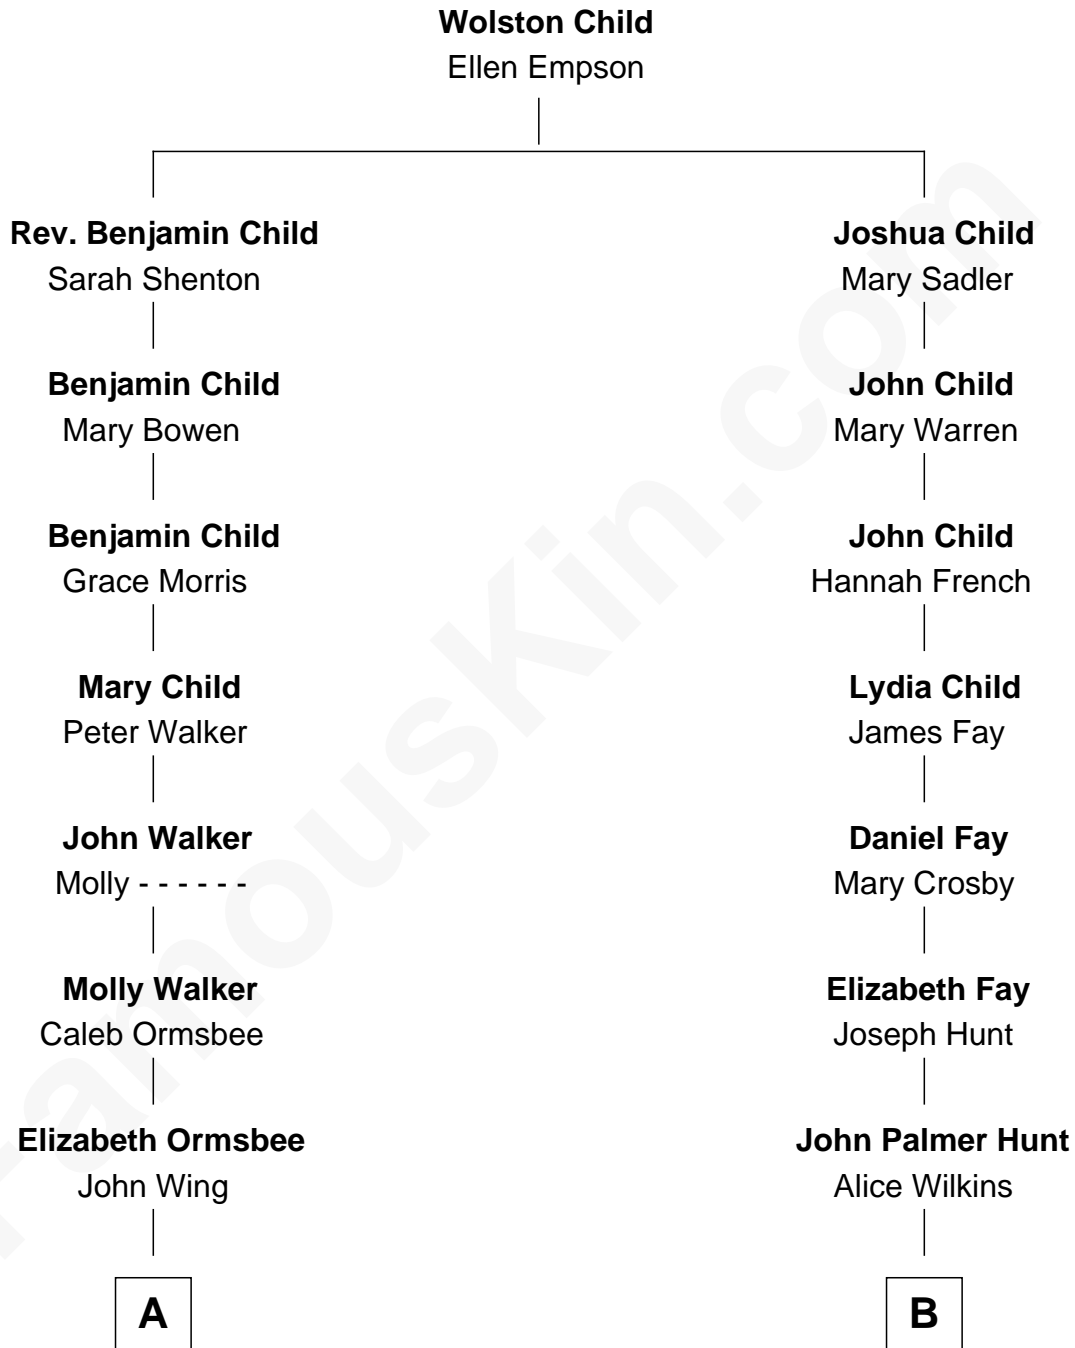 Wolston Child
Ellen Empson
Rev. Benjamin Child
Sarah Shenton
Joshua Child
Mary Sadler
Benjamin Child
Mary Bowen
John Child
Mary Warren
Benjamin Child
Grace Morris
John Child
Hannah French
Mary Child
Peter Walker
Lydia Child
James Fay
John Walker
Molly - - - - - -
Daniel Fay
Mary Crosby
Molly Walker
Caleb Ormsbee
Elizabeth Fay
Joseph Hunt
Elizabeth Ormsbee
John Wing
John Palmer Hunt
Alice Wilkins
A
B
FamousKin.com